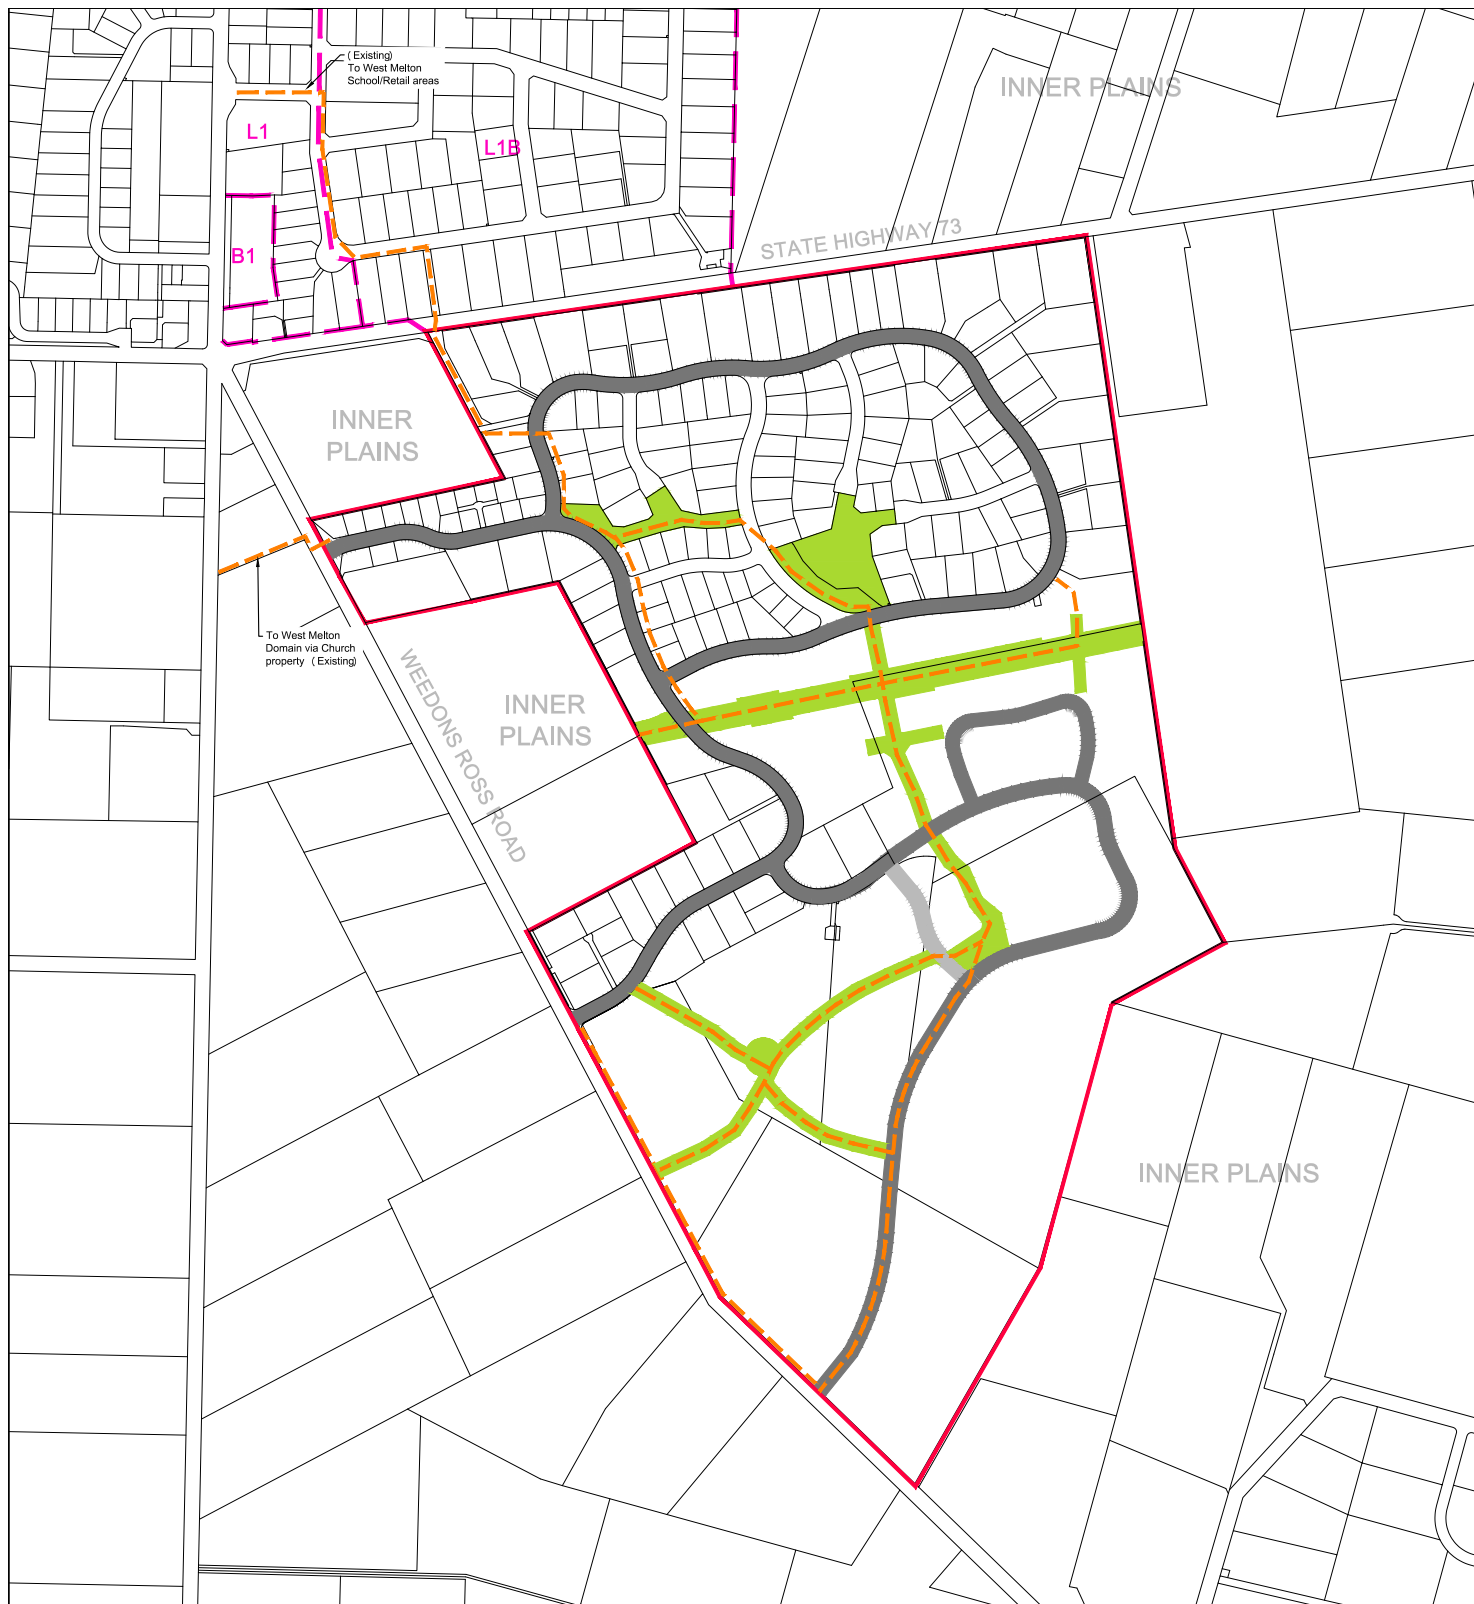 ( Existing)
To West Melton
School/Retail areas
INNER PLAINS
L1
L1B
B1
STATE HIGHWAY 73
INNER
PLAINS
To West Melton
Domain via Church
property ( Existing)
WEEDONS ROSS ROAD
INNER
PLAINS
INNER PLAINS